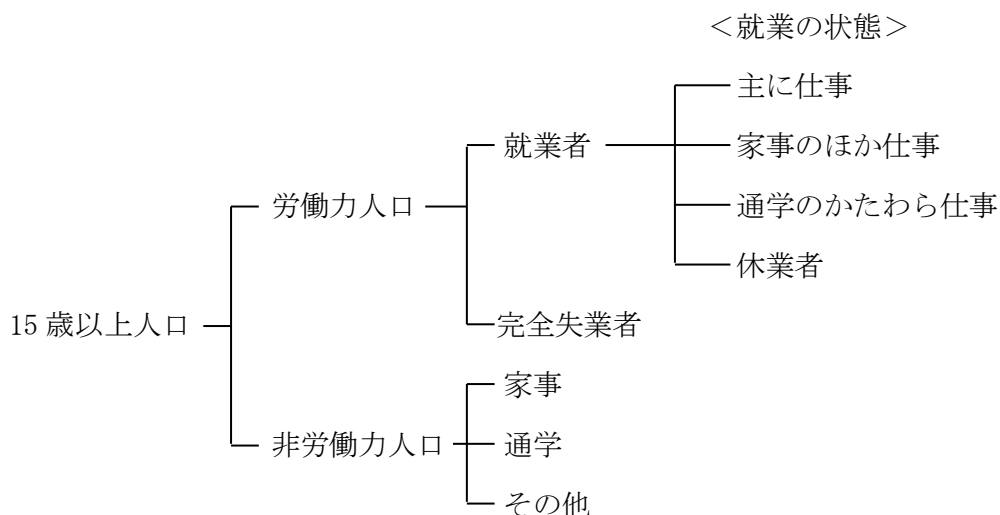 ＜就業の状態＞
主に仕事
就業者
家事のほか仕事
労働力人口
通学のかたわら仕事
休業者
15 歳以上人口
完全失業者
家事
非労働力人口
通学
その他